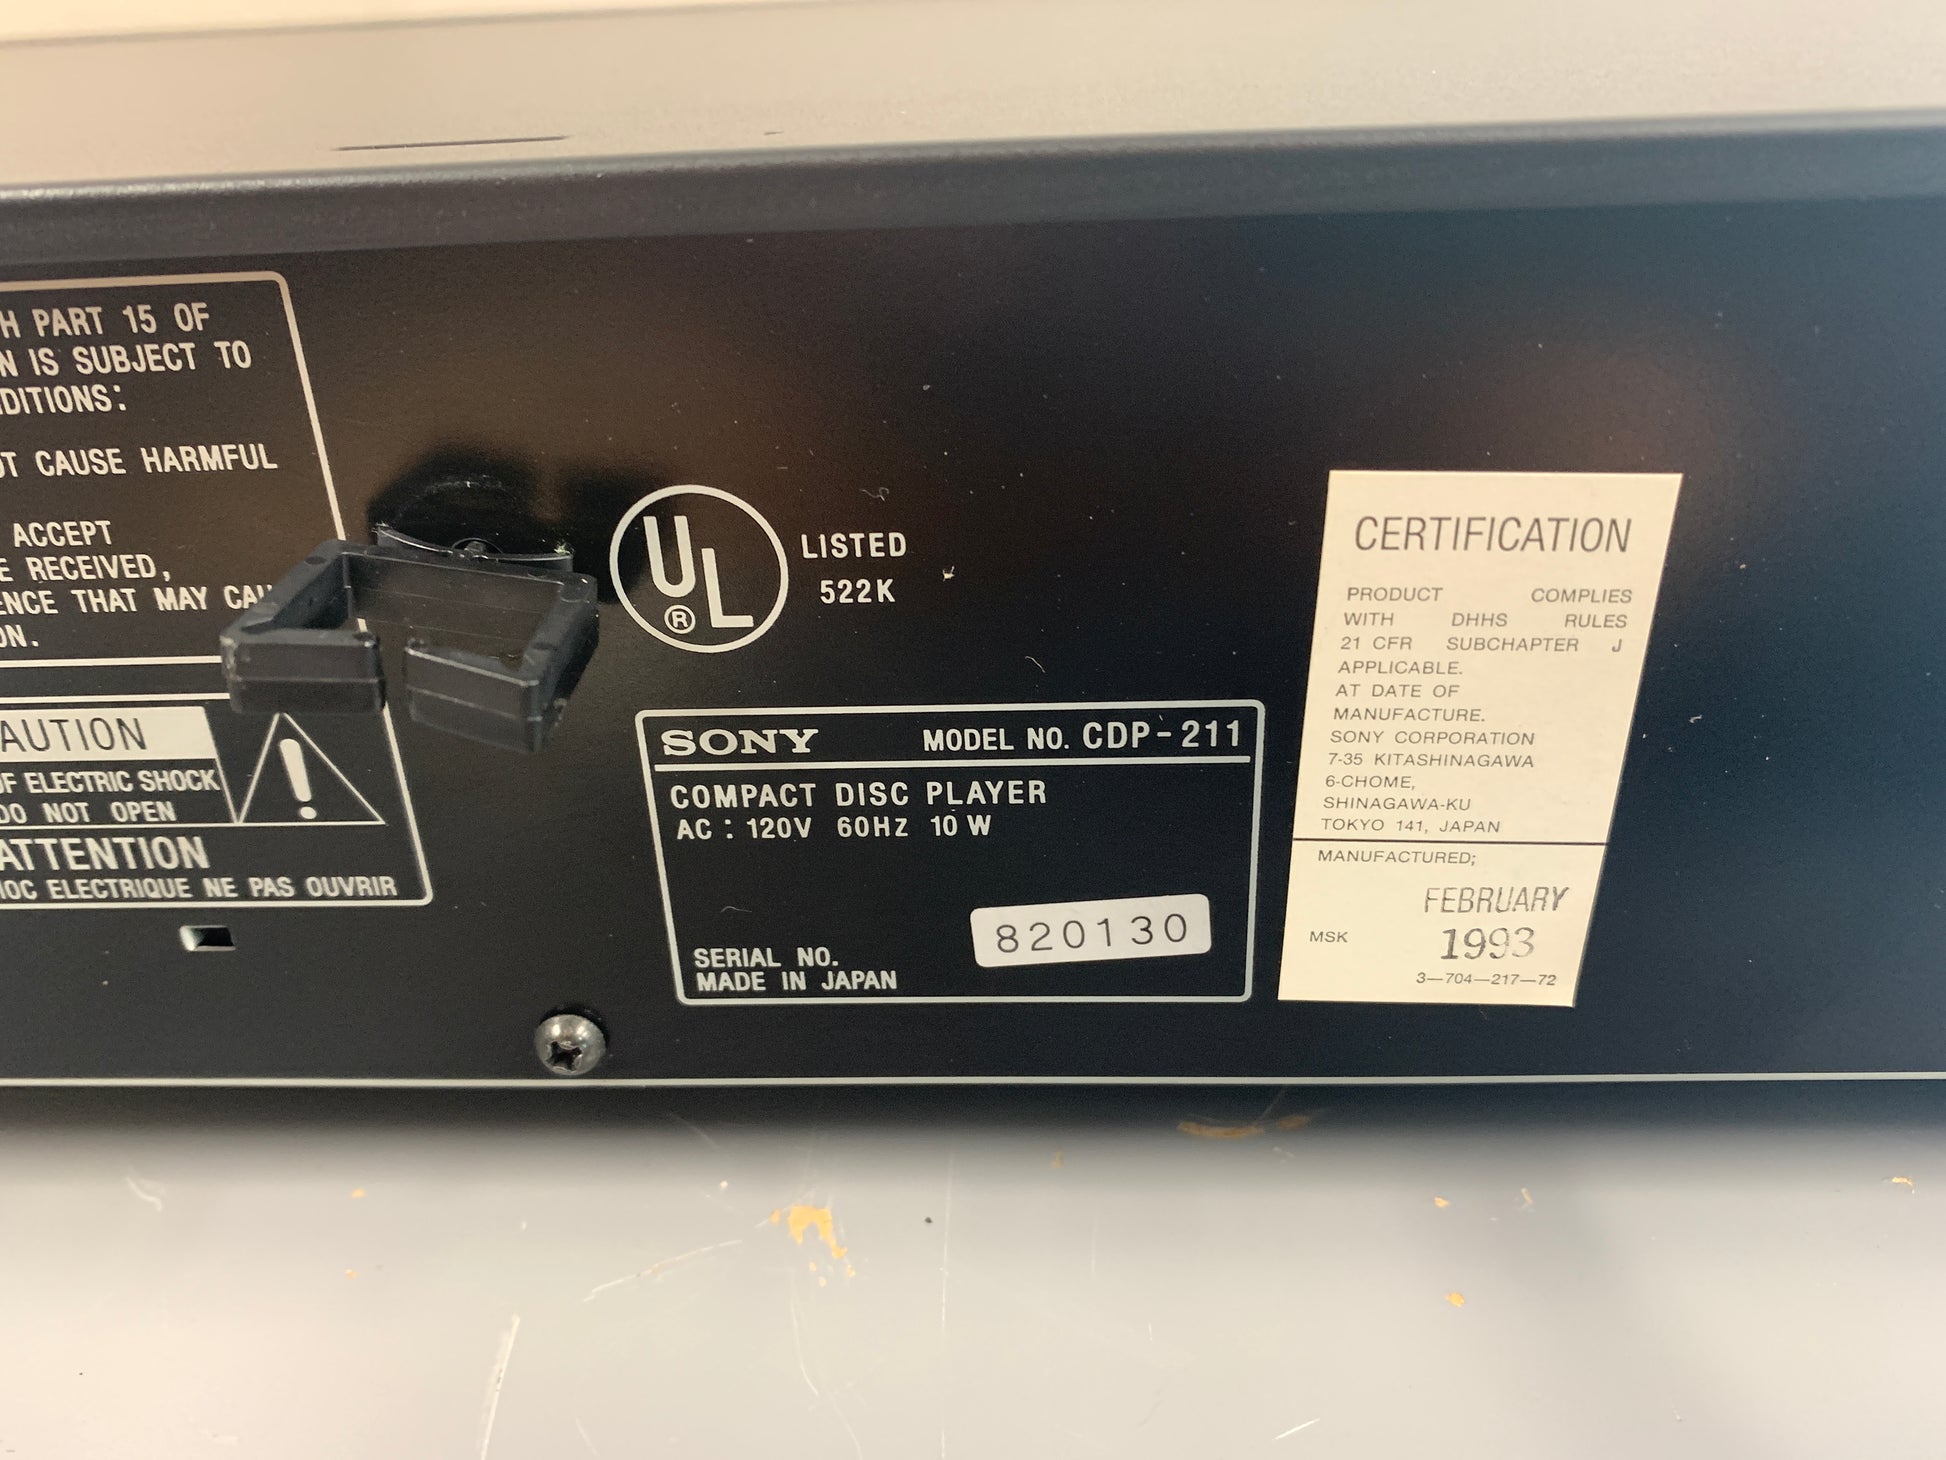 H PART 15 OF
N IS SUBJECT TO
DITIONS:
T CAUSE HARMFUL
ACCEPT
E RECEIVED,
ENCE THAT MAY
ON.
AUTION
OF ELECTRIC SHOCK
DO NOT OPEN
ATTENTION
OC ELECTRIQUE NE PAS OUVRIR
UL
®
LISTED
522K
SONY MODEL NO. CDP-211
COMPACT DISC PLAYER
AC : 120V 60Hz 10 W
820130
SERIAL NO.
MADE IN JAPAN
CERTIFICATION
PRODUCT COMPLIES
WITH DHHS RULES
21 CFR SUBCHAPTER J
APPLICABLE.
AT DATE OF
MANUFACTURE.
SONY CORPORATION
7-35 KITASHINAGAWA
6-CHOME,
SHINAGAWA-KU
TOKYO 141, JAPAN
MANUFACTURED;
FEBRUARY
MSK 1993
3—704—217—72